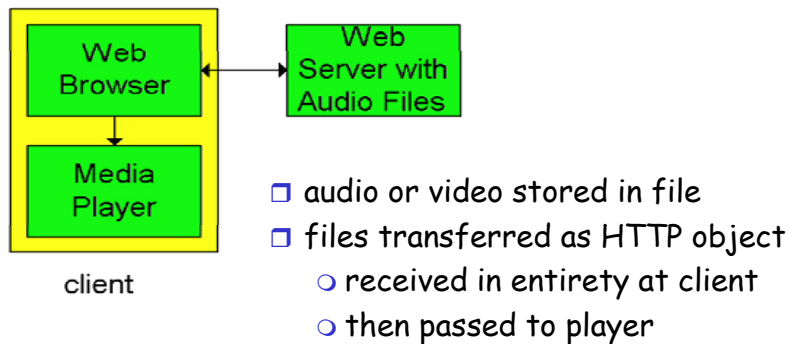 Web
Browser
Web
Server with
Audio Files
Media
Player
client
audio or video stored in file
files transferred as HTTP object
received in entirety at client
then passed to player